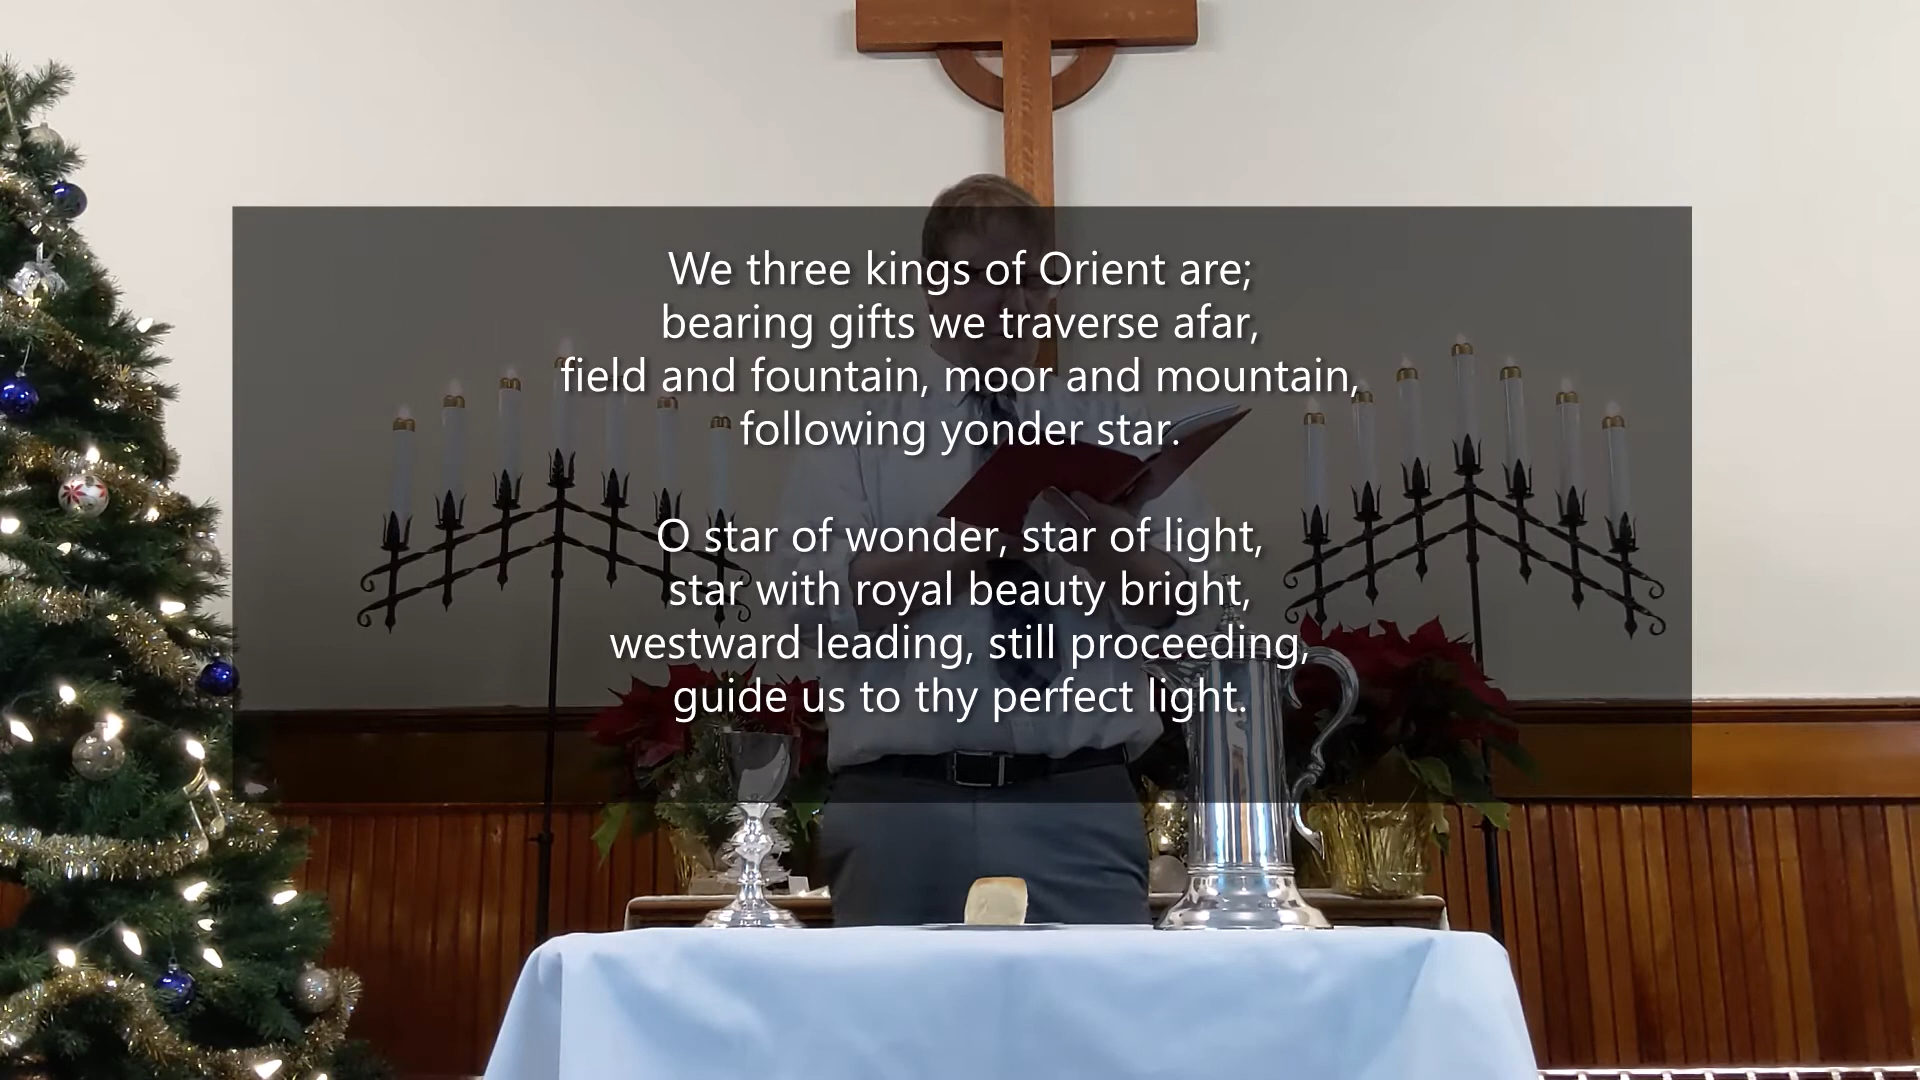 We three kings of Orient are;
bearing gifts we traverse afar,
field and fountain, moor and mountain,
following yonder star.
O star of wonder, star of light,
star with royal beauty bright,
westward leading, still proceeding,
guide us to thy perfect light.